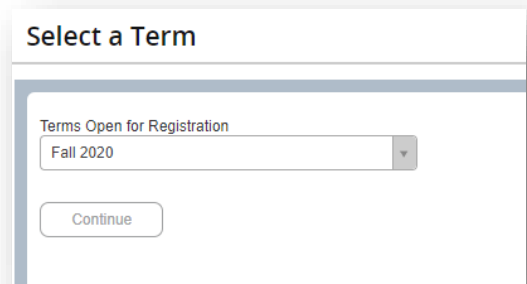 Select a Term
Terms Open for Registration
Fall 2020
Continue